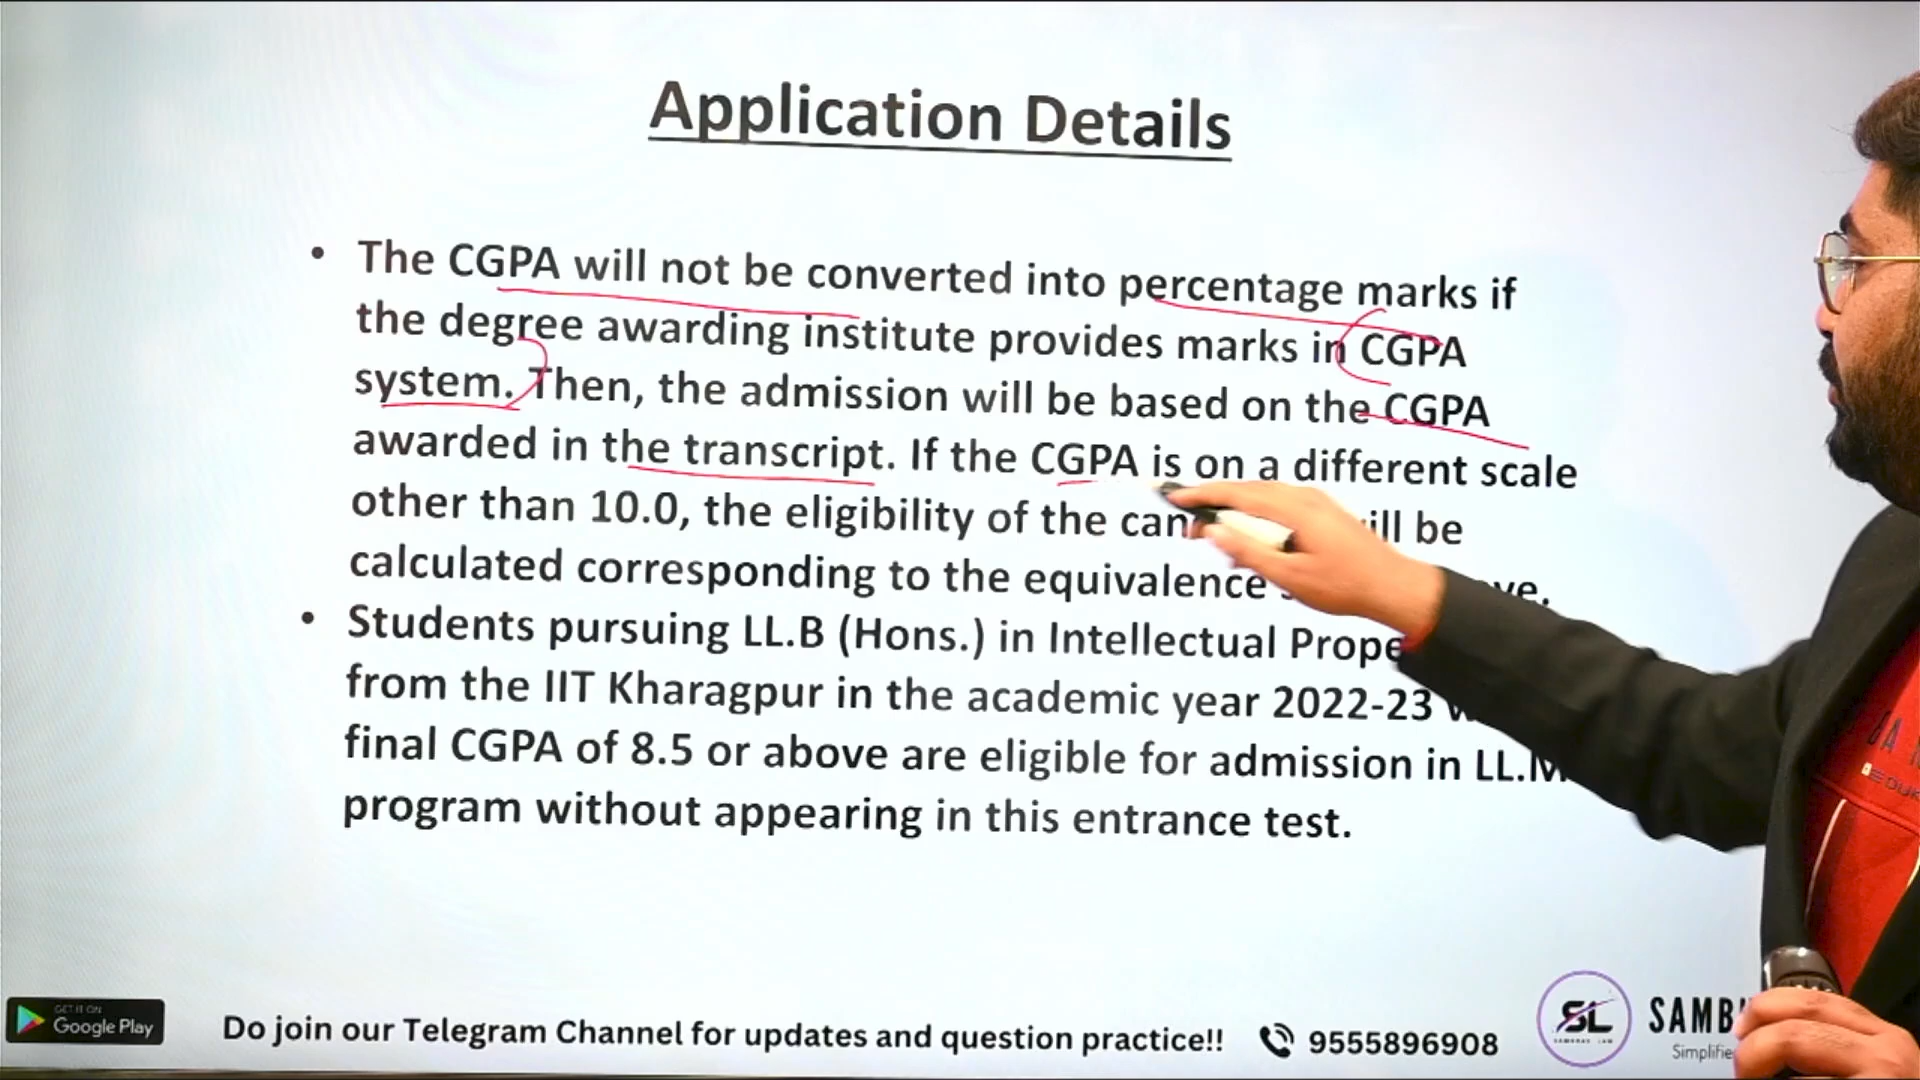 Application Details
• The CGPA will not be converted into percentage marks if
the degree awarding institute provides marks in CGPA
system. Then, the admission will be based on the CGPA
awarded in the transcript. If the CGPA is on a different scale
other than 10.0, the eligibility of the can ill be
calculated corresponding to the equivalence ve.
• Students pursuing LL.B (Hons.) in Intellectual Prope
from the IIT Kharagpur in the academic year 2022-23
final CGPA of 8.5 or above are eligible for admission in LL.M
program without appearing in this entrance test.
GET IT ON
Google Play
Do join our Telegram Channel for updates and question practice!!
9555896908
SL
SAMB
Simplifie